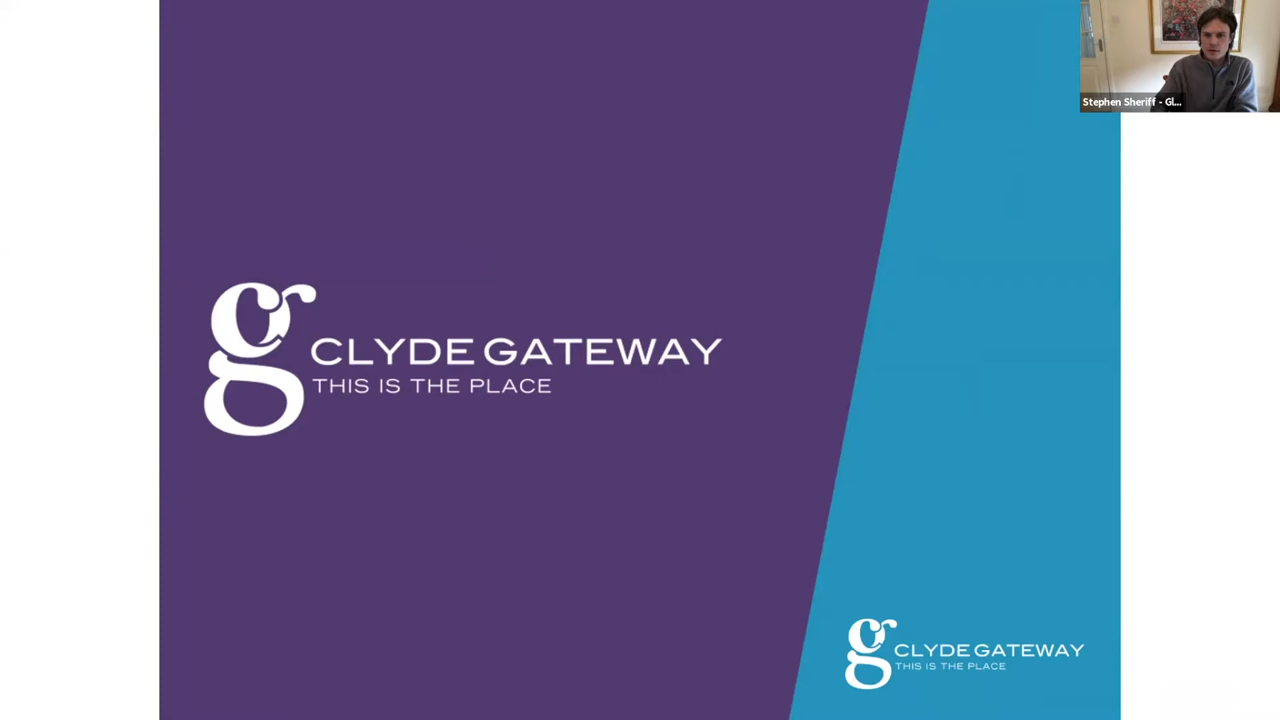 Stephen Sheriff - Gl...
CLYDE GATEWAY
THIS IS THE PLACE
CLYDE GATEWAY
THIS IS THE PLACE